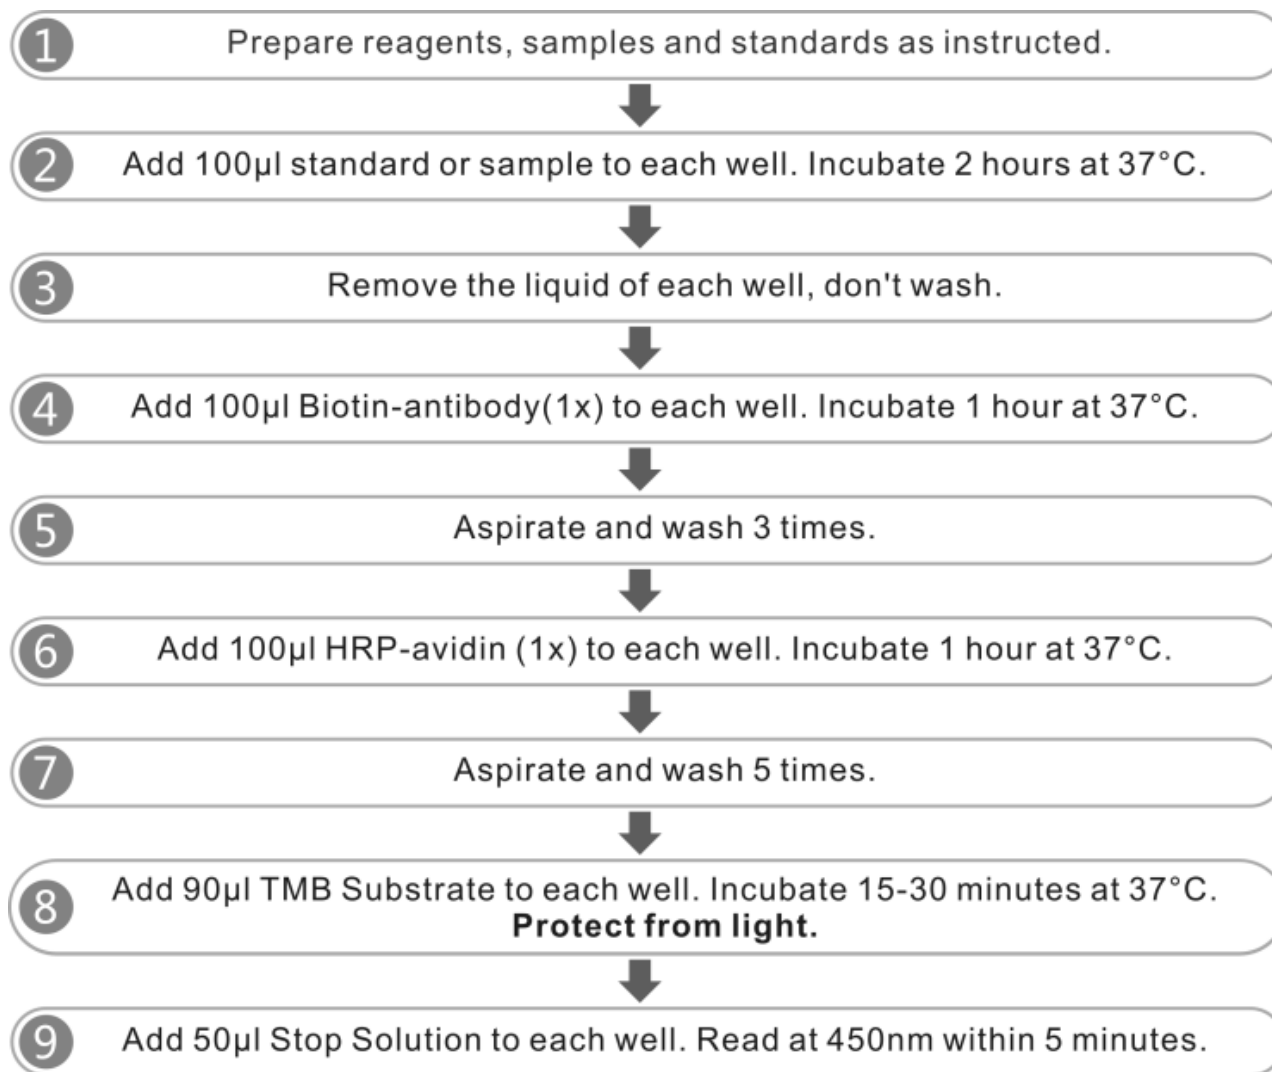 1 Prepare reagents, samples and standards as instructed.
2 Add 100µl standard or sample to each well. Incubate 2 hours at 37°C.
3 Remove the liquid of each well, don't wash.
4 Add 100µl Biotin-antibody(1x) to each well. Incubate 1 hour at 37°C.
5 Aspirate and wash 3 times.
6 Add 100µl HRP-avidin (1x) to each well. Incubate 1 hour at 37°C.
7 Aspirate and wash 5 times.
8 Add 90µl TMB Substrate to each well. Incubate 15-30 minutes at 37°C.
Protect from light.
9 Add 50µl Stop Solution to each well. Read at 450nm within 5 minutes.